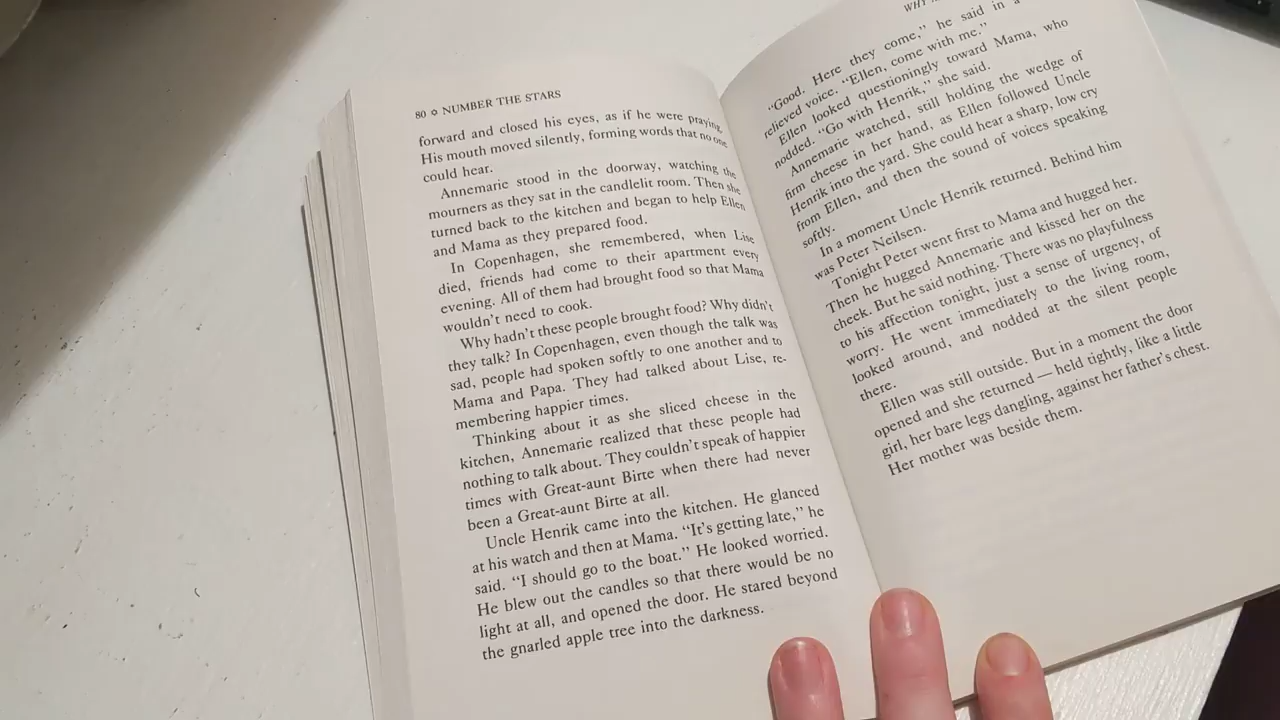 80 ✿ NUMBER THE STARS
forward and closed his eyes, as if he were praying.
His mouth moved silently, forming words that no one
could hear.
Annemarie stood in the doorway, watching the
mourners as they sat in the candlelit room. Then she
turned back to the kitchen and began to help Ellen
and Mama as they prepared food.
In Copenhagen, she remembered, when Lise
died, friends had come to their apartment every
evening. All of them had brought food so that Mama
wouldn't need to cook.
Why hadn't these people brought food? Why didn't
they talk? In Copenhagen, even though the talk was
sad, people had spoken softly to one another and to
Mama and Papa. They had talked about Lise, re-
membering happier times.
Thinking about it as she sliced cheese in the
kitchen, Annemarie realized that these people had
nothing to talk about. They couldn't speak of happier
times with Great-aunt Birte when there had never
been a Great-aunt Birte at all.
Uncle Henrik came into the kitchen. He glanced
at his watch and then at Mama. “It's getting late,” he
said. “I should go to the boat.” He looked worried.
He blew out the candles so that there would be no
light at all, and opened the door. He stared beyond
the gnarled apple tree into the darkness.
WHY
“Good. Here they come,” he said in a
relieved voice. “Ellen, come with me.”
Ellen looked questioningly toward Mama, who
nodded. “Go with Henrik,” she said.
Annemarie watched, still holding the wedge of
firm cheese in her hand, as Ellen followed Uncle
Henrik into the yard. She could hear a sharp, low cry
from Ellen, and then the sound of voices speaking
softly.
In a moment Uncle Henrik returned. Behind him
was Peter Neilsen.
Tonight Peter went first to Mama and hugged her.
Then he hugged Annemarie and kissed her on the
cheek. But he said nothing. There was no playfulness
to his affection tonight, just a sense of urgency, of
worry. He went immediately to the living room,
looked around, and nodded at the silent people
there.
Ellen was still outside. But in a moment the door
opened and she returned — held tightly, like a little
girl, her bare legs dangling, against her father's chest.
Her mother was beside them.